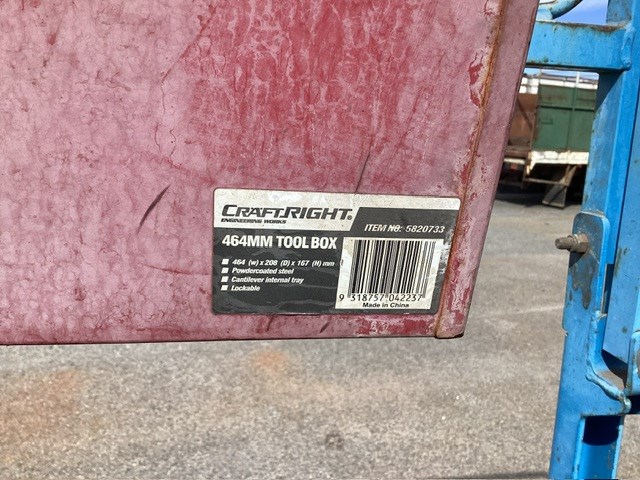 CRAFTRIGHT.
ENGINEERING WORKS
ITEM NO: 5820733
464MM TOOL BOX
464 (w) x 208 (D) x 167 (H) mm
Powdercoated steel
Cantilever internal tray
Lockable
9 318757 042237
Made in China